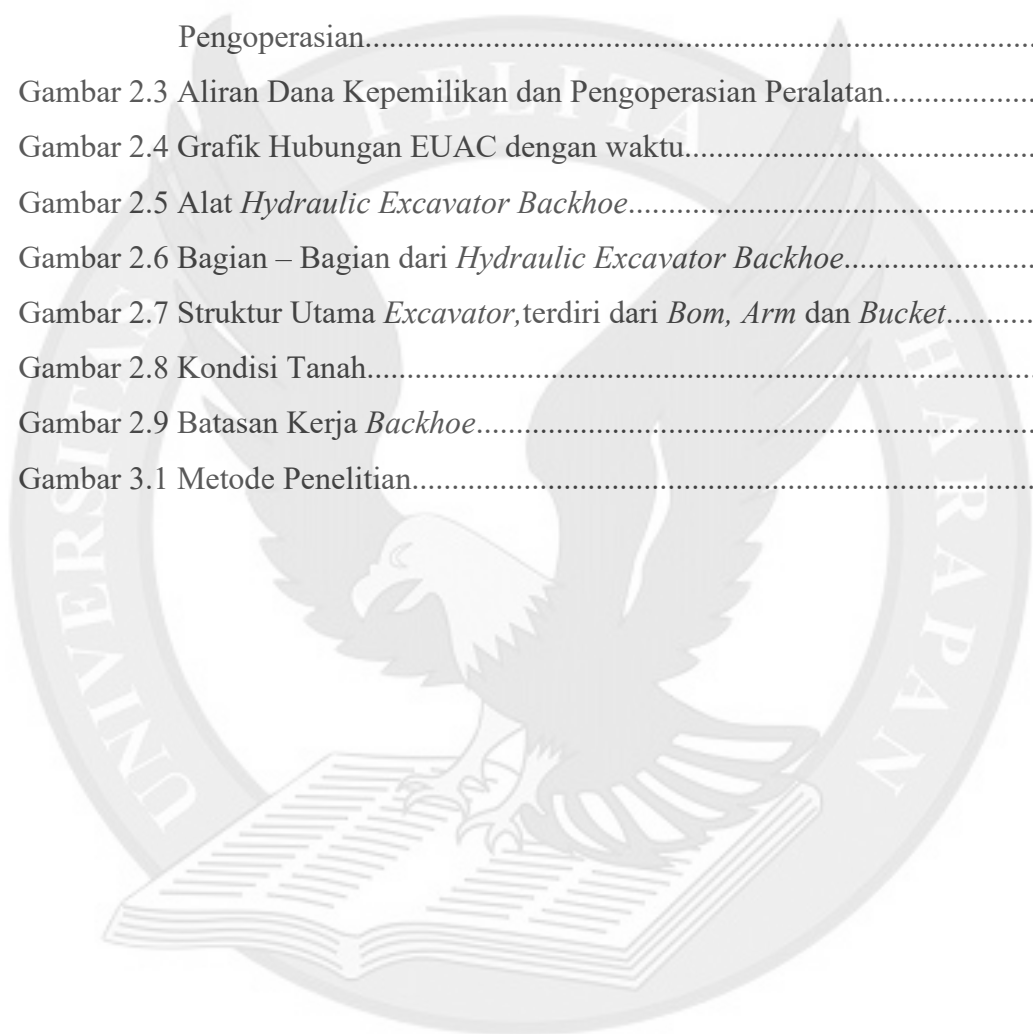 Pengoperasian...............................................................................................
Gambar 2.3 Aliran Dana Kepemilikan dan Pengoperasian Peralatan.....................
Gambar 2.4 Grafik Hubungan EUAC dengan waktu..................................................
Gambar 2.5 Alat Hydraulic Excavator Backhoe..........................................................
Gambar 2.6 Bagian – Bagian dari Hydraulic Excavator Backhoe..........................
Gambar 2.7 Struktur Utama Excavator,terdiri dari Bom, Arm dan Bucket............
Gambar 2.8 Kondisi Tanah..............................................................................................
Gambar 2.9 Batasan Kerja Backhoe...............................................................................
Gambar 3.1 Metode Penelitian........................................................................................
UNIVERSITAS PELITA HARAPAN